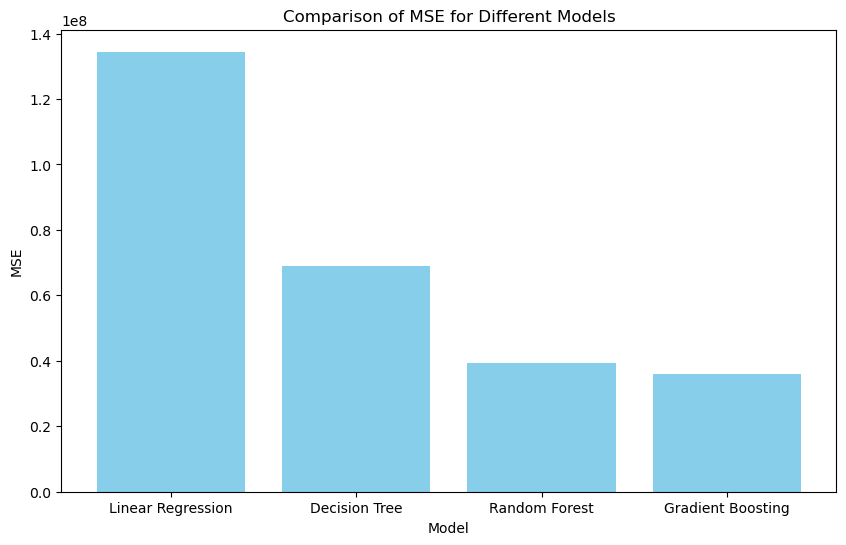 Comparison of MSE for Different Models
1e8
1.4
1.2
1.0
0.8
0.6
0.4
0.2
0.0
MSE
Linear Regression
Decision Tree
Random Forest
Gradient Boosting
Model